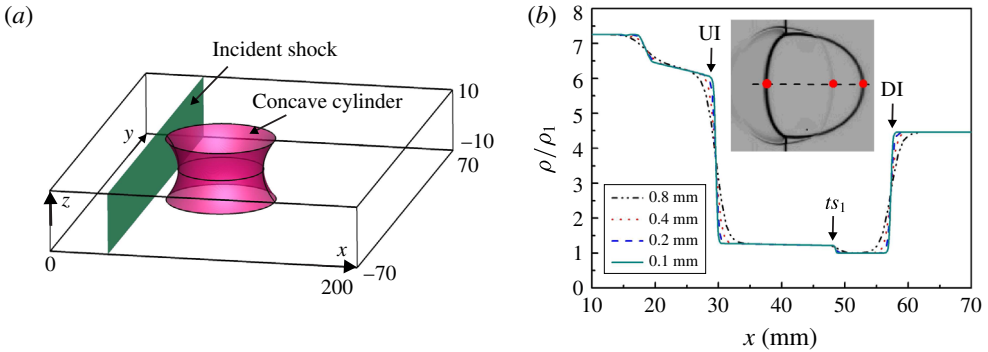 (a)
Incident shock
Concave cylinder
10
y
–10
70
z
x
0
200
–70
(b)
8
7
6
5
4
3
2
1
0
ρ/ρ1
UI
DI
ts1
0.8 mm
0.4 mm
0.2 mm
0.1 mm
10 20 30 40 50 60 70
x (mm)